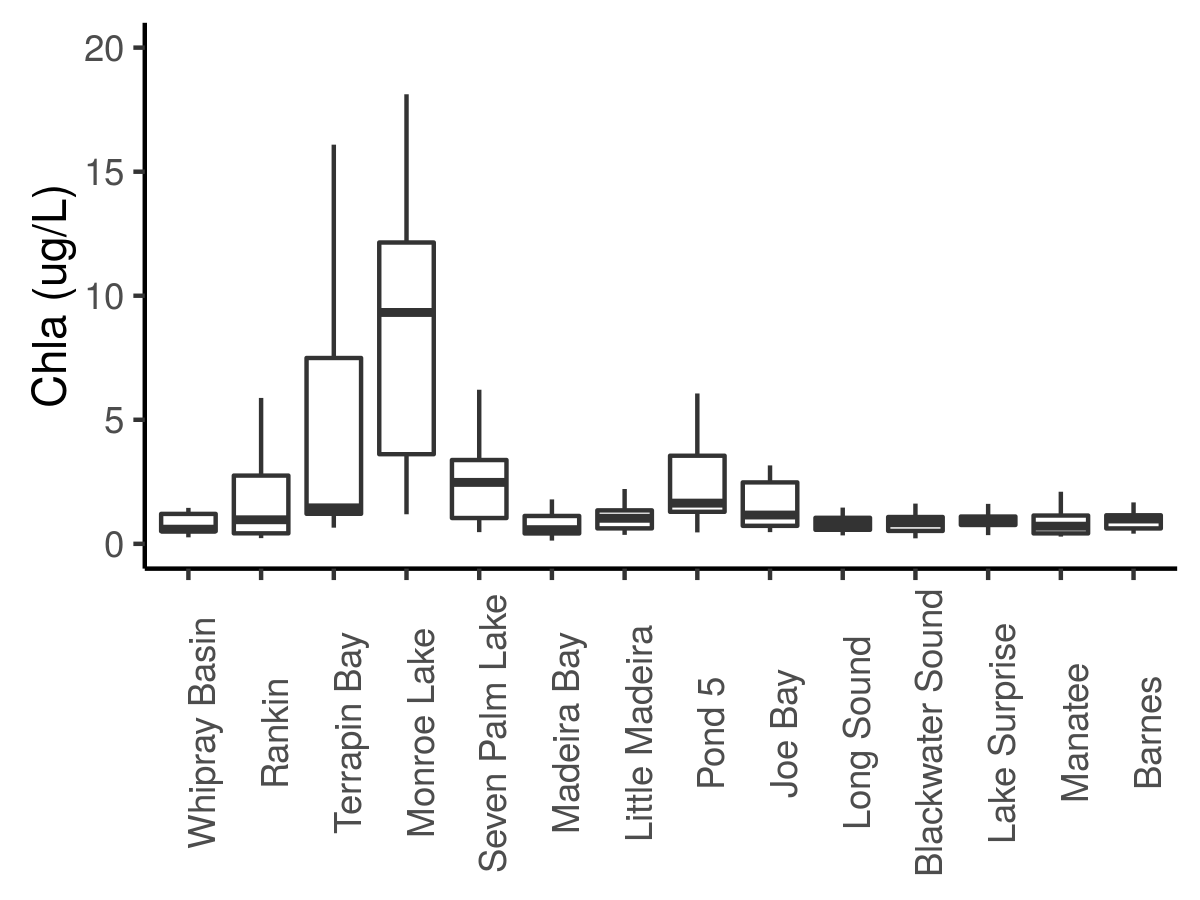 Chla (ug/L)
20
15
10
5
0
Whipray Basin
Rankin
Terrapin Bay
Monroe Lake
Seven Palm Lake
Madeira Bay
Little Madeira
Pond 5
Joe Bay
Long Sound
Blackwater Sound
Lake Surprise
Manatee
Barnes